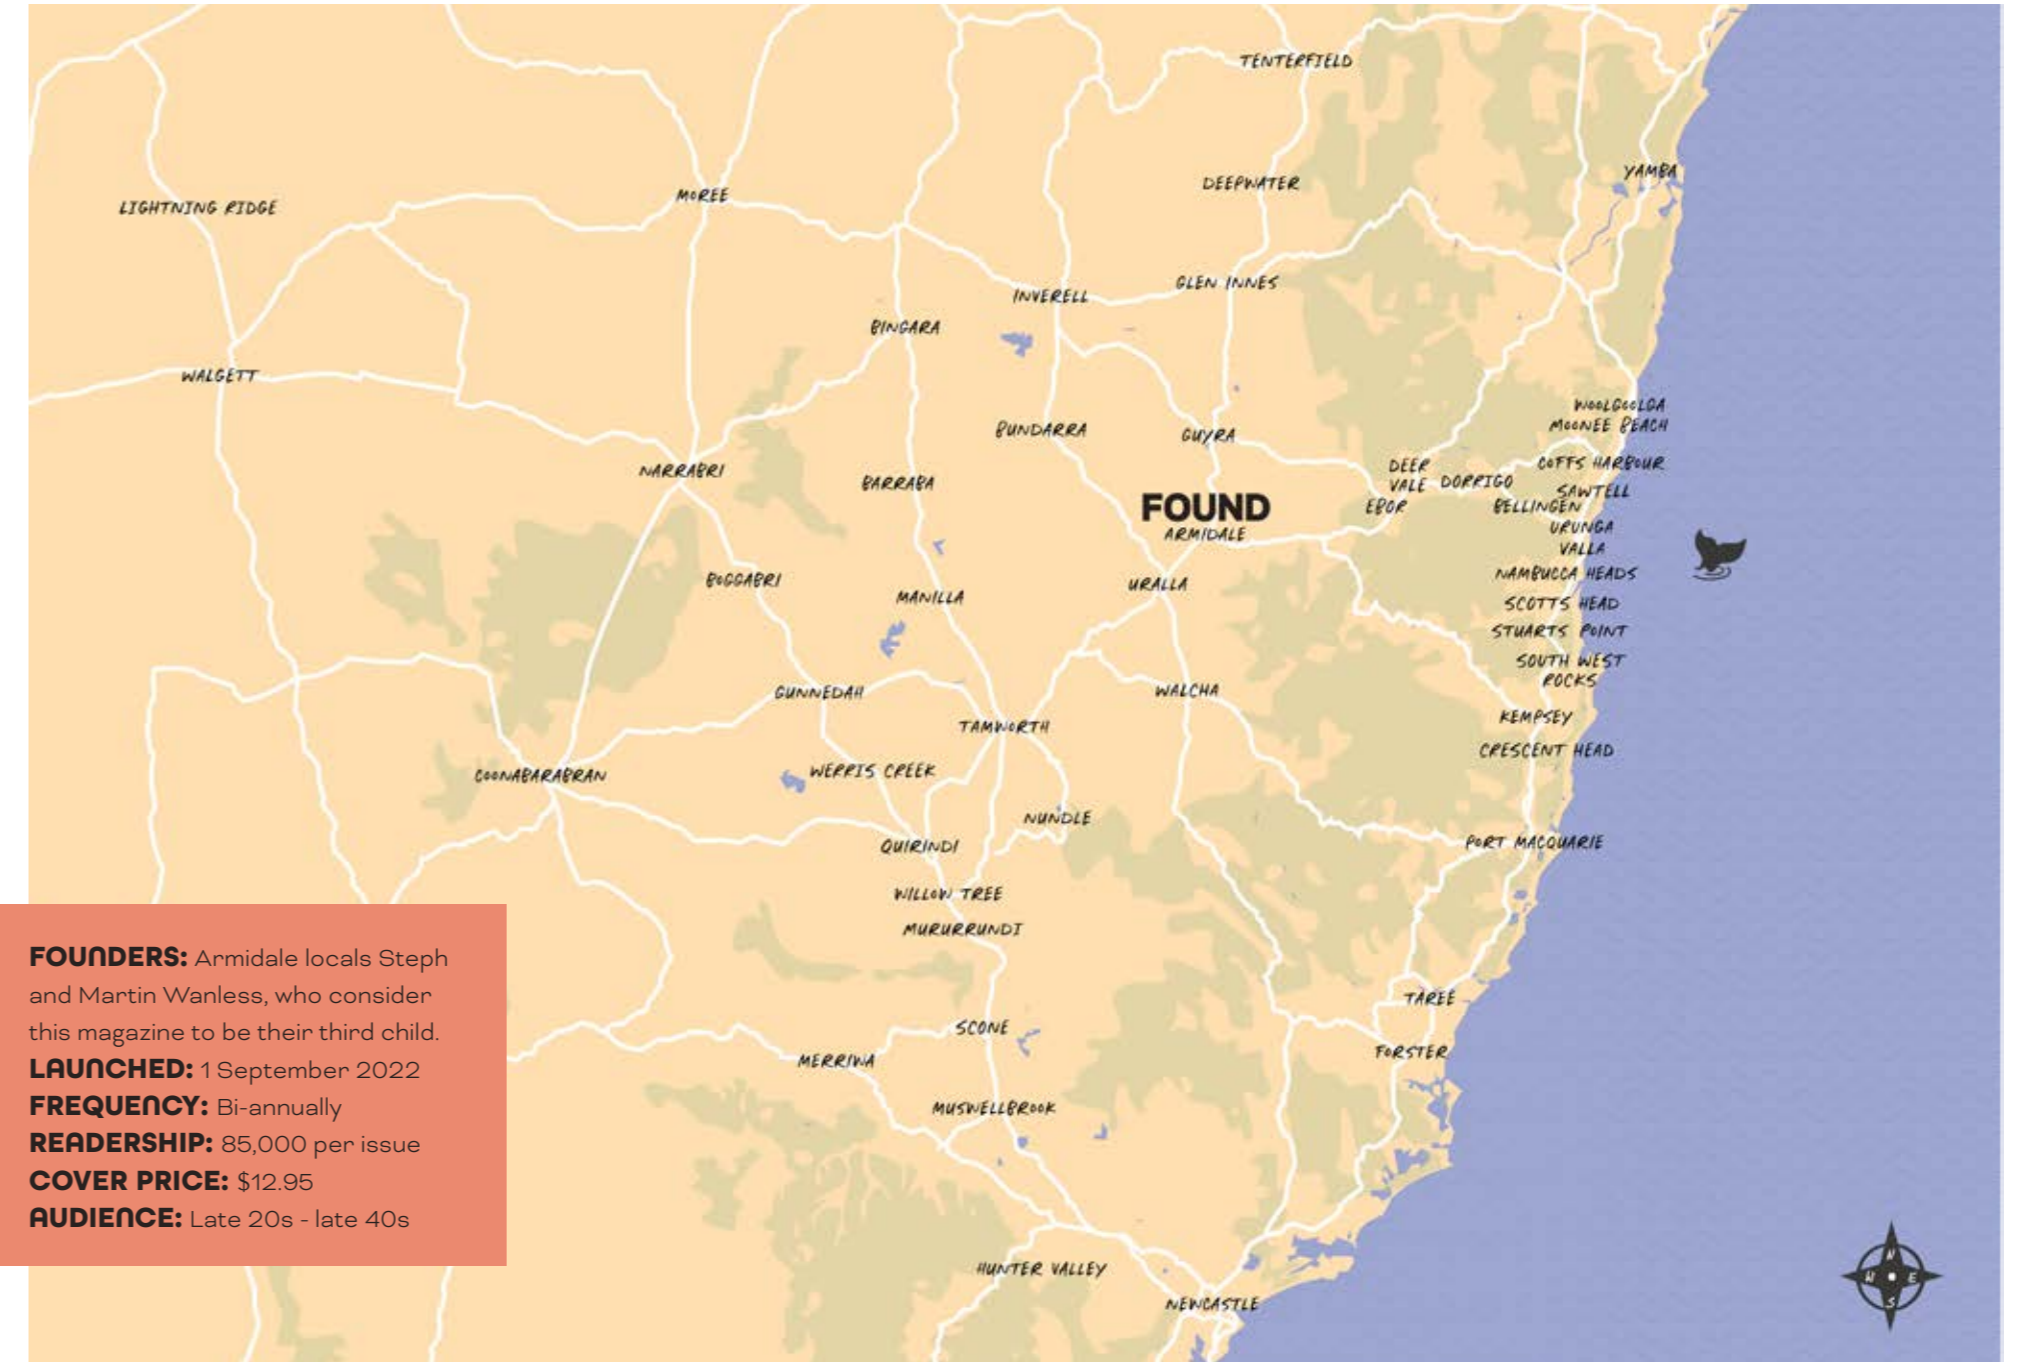 TENTERFIELD
YAMBA
DEEPWATER
MOREE
LIGHTNING RIDGE
GLEN INNES
INVERELL
BINGARA
WALGETT
WOOLGOOLGA
MOONEE BEACH
BUNDARRA
GUYRA
COFFS HARBOUR
NARRABRI
DEER
VALE
DORRIGO
BARRABA
SAWTELL
FOUND
EBOR
BELLINGEN
URUNGA
ARMIDALE
VALLA
NAMBUCCA HEADS
BOGGABRI
URALLA
MANILLA
SCOTTS HEAD
STUARTS POINT
SOUTH WEST
ROCKS
GUNNEDAH
WALCHA
KEMPSEY
TAMWORTH
CRESCENT HEAD
WERRIS CREEK
COONABARABRAN
NUNDLE
PORT MACQUARIE
QUIRINDI
WILLOW TREE
MURURRUNDI
TAREE
SCONE
FORSTER
MERRIWA
MUSWELLBROOK
HUNTER VALLEY
NEWCASTLE
N
W E
S
FOUNDERS: Armidale locals Steph
and Martin Wanless, who consider
this magazine to be their third child.
LAUNCHED: 1 September 2022
FREQUENCY: Bi-annually
READERSHIP: 85,000 per issue
COVER PRICE: $12.95
AUDIENCE: Late 20s - late 40s